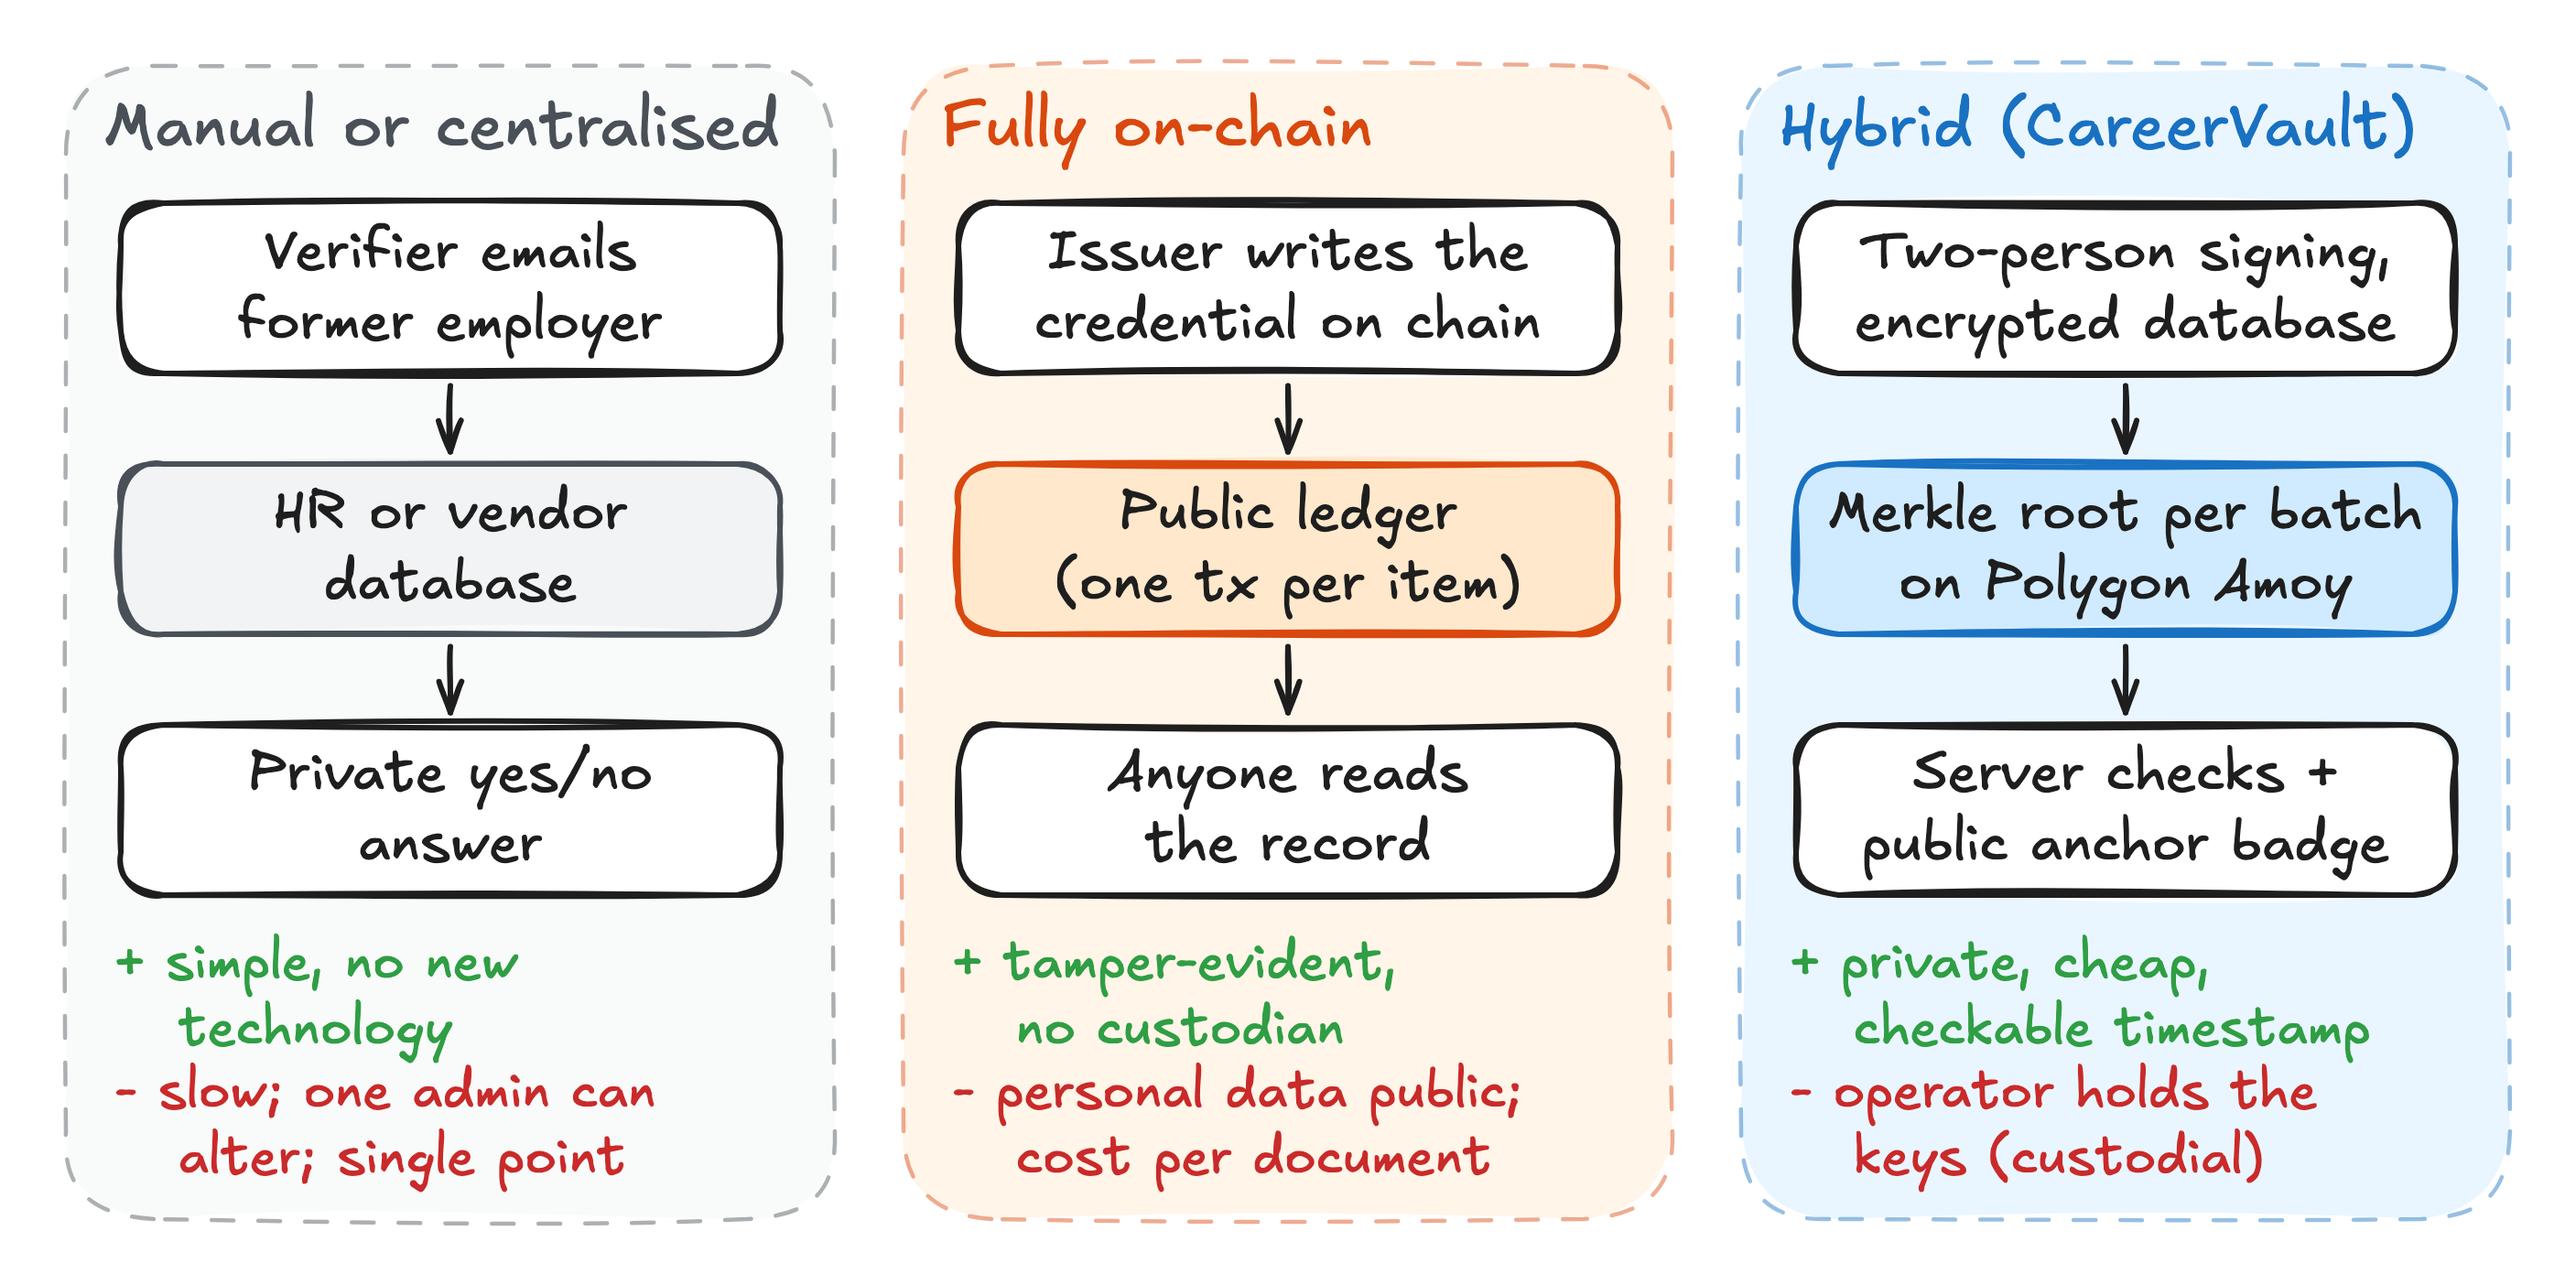 Manual or centralised
Verifier emails
former employer
HR or vendor
database
Private yes/no
answer
+ simple, no new
technology
- slow; one admin can
alter; single point
Fully on-chain
Issuer writes the
credential on chain
Public ledger
(one tx per item)
Anyone reads
the record
+ tamper-evident,
no custodian
- personal data public;
cost per document
Hybrid (CareerVault)
Two-person signing,
encrypted database
Merkle root per batch
on Polygon Amoy
Server checks +
public anchor badge
+ private, cheap,
checkable timestamp
- operator holds the
keys (custodial)